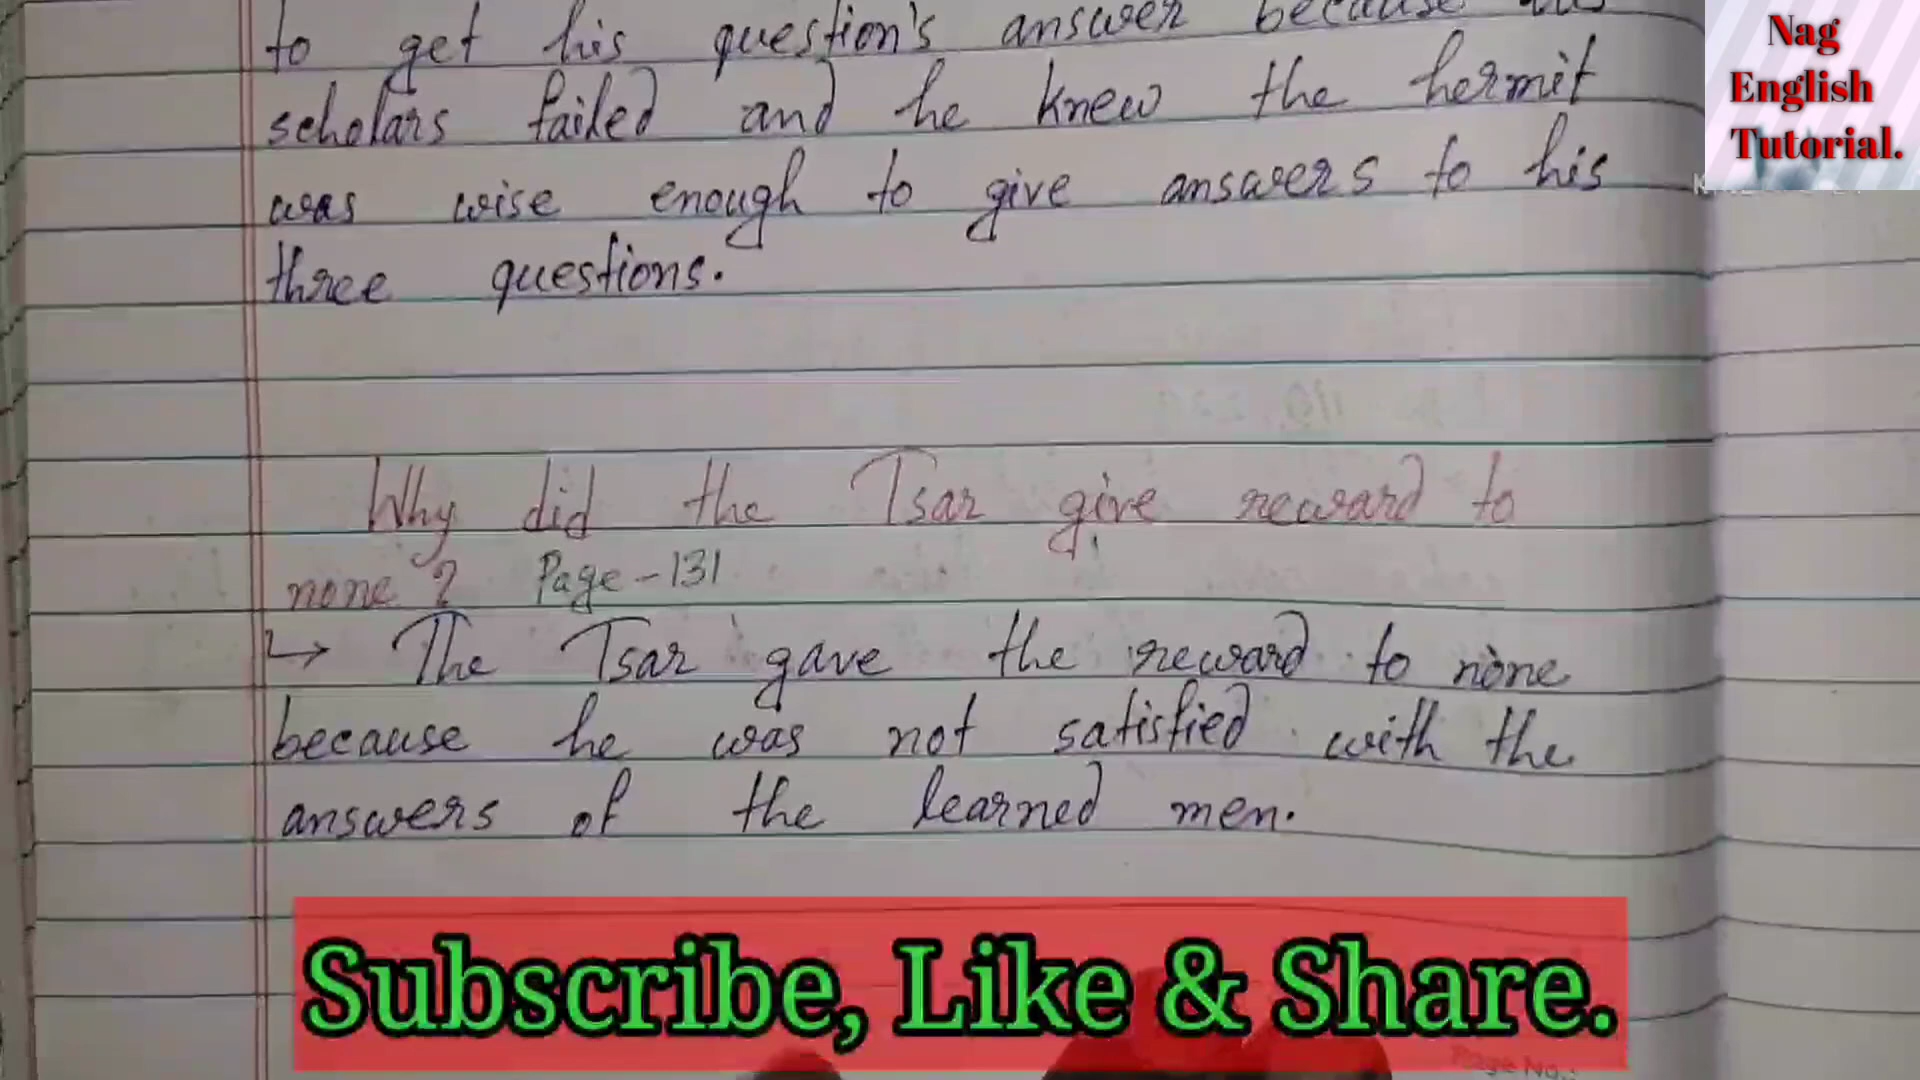 to get his question's answer because
scholars failed and he knew the hermit
was wise enough to give answers to his
three questions.
Why did the Tsar give reward to
none? Page-131
↳ The Tsar gave the reward to none
because he was not satisfied with the
answers of the learned men.
Nag
English
Tutorial.
Subscribe, Like & Share.
Page No.: